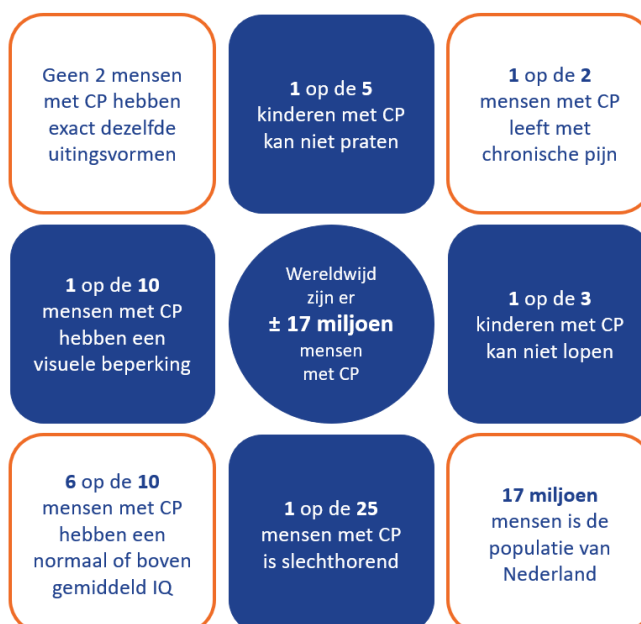 Geen 2 mensen
met CP hebben
exact dezelfde
uitingsvormen
1 op de 5
kinderen met CP
kan niet praten
1 op de 2
mensen met CP
leeft met
chronische pijn
1 op de 10
mensen met CP
hebben een
visuele beperking
Wereldwijd
zijn er
± 17 miljoen
mensen
met CP
1 op de 3
kinderen met CP
kan niet lopen
6 op de 10
mensen met CP
hebben een
normaal of boven
gemiddeld IQ
1 op de 25
mensen met CP
is slechthorend
17 miljoen
mensen is de
populatie van
Nederland